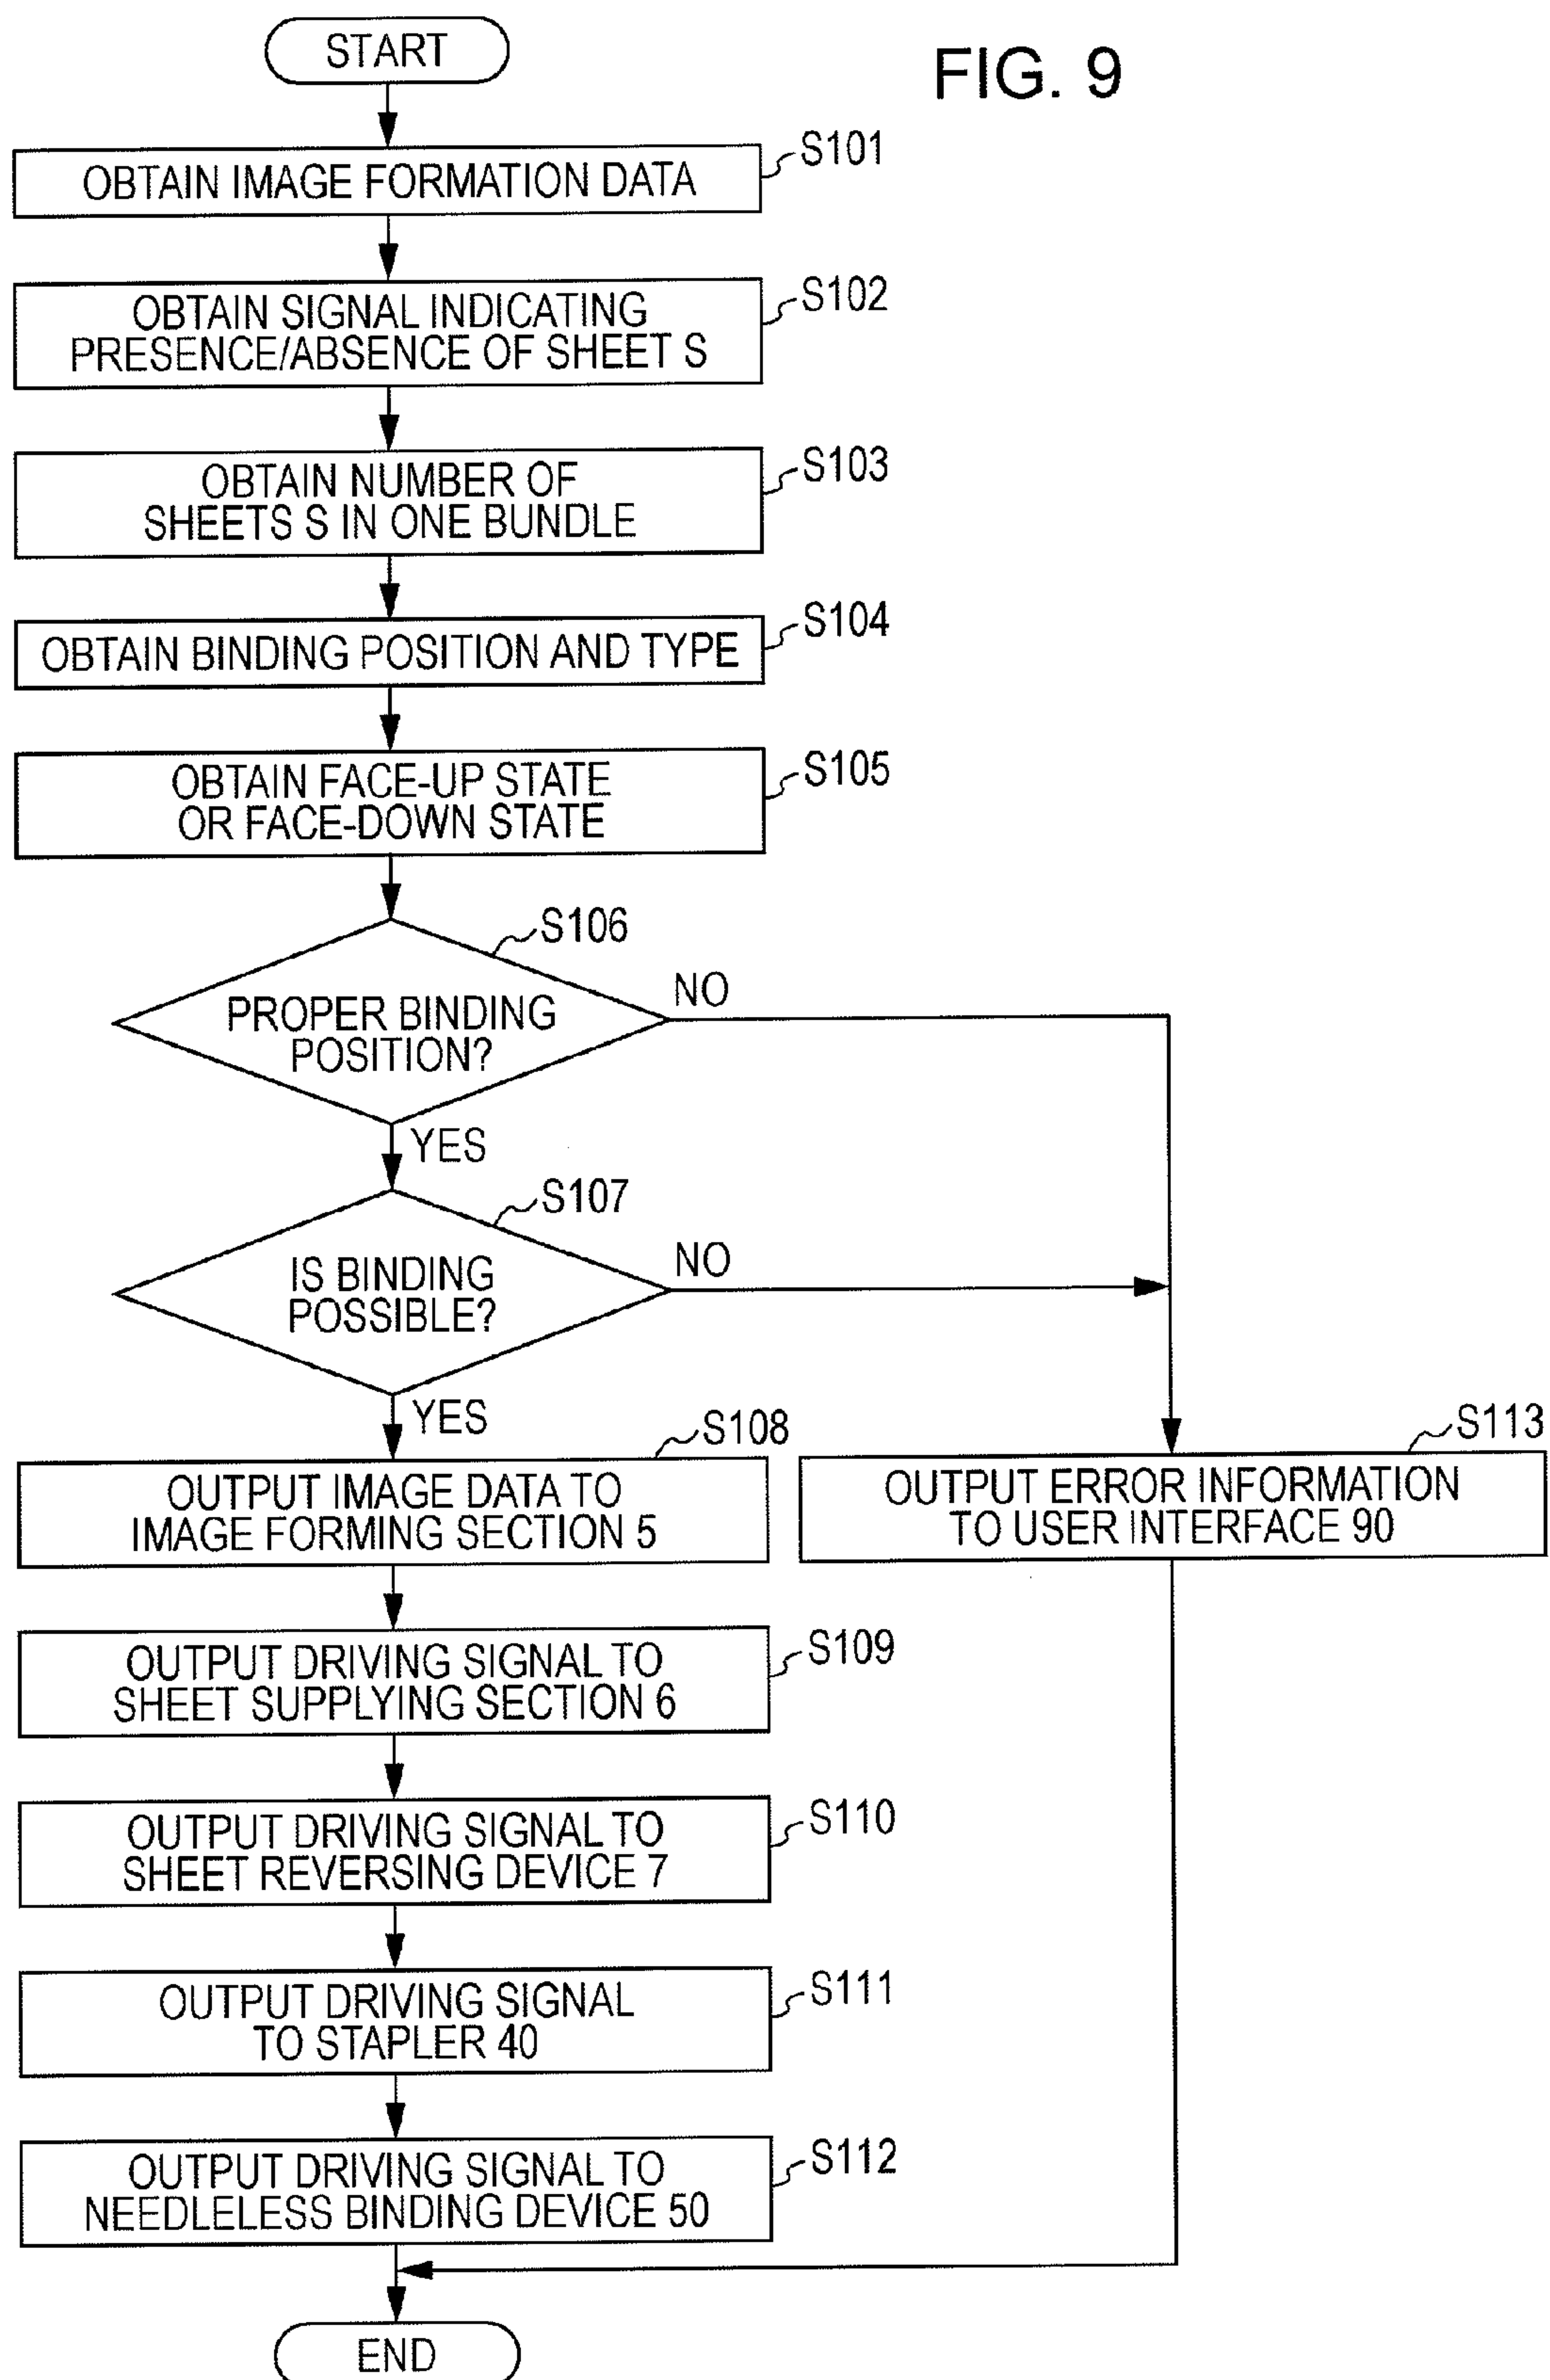 START
FIG. 9
S101
OBTAIN IMAGE FORMATION DATA
S102
OBTAIN SIGNAL INDICATING
PRESENCE/ABSENCE OF SHEET S
S103
OBTAIN NUMBER OF
SHEETS S IN ONE BUNDLE
S104
OBTAIN BINDING POSITION AND TYPE
S105
OBTAIN FACE-UP STATE
OR FACE-DOWN STATE
S106
PROPER BINDING
POSITION?
NO
YES
S107
IS BINDING
POSSIBLE?
NO
YES
S108
OUTPUT IMAGE DATA TO
IMAGE FORMING SECTION 5
S113
OUTPUT ERROR INFORMATION
TO USER INTERFACE 90
S109
OUTPUT DRIVING SIGNAL TO
SHEET SUPPLYING SECTION 6
S110
OUTPUT DRIVING SIGNAL TO
SHEET REVERSING DEVICE 7
S111
OUTPUT DRIVING SIGNAL
TO STAPLER 40
S112
OUTPUT DRIVING SIGNAL TO
NEEDLELESS BINDING DEVICE 50
END